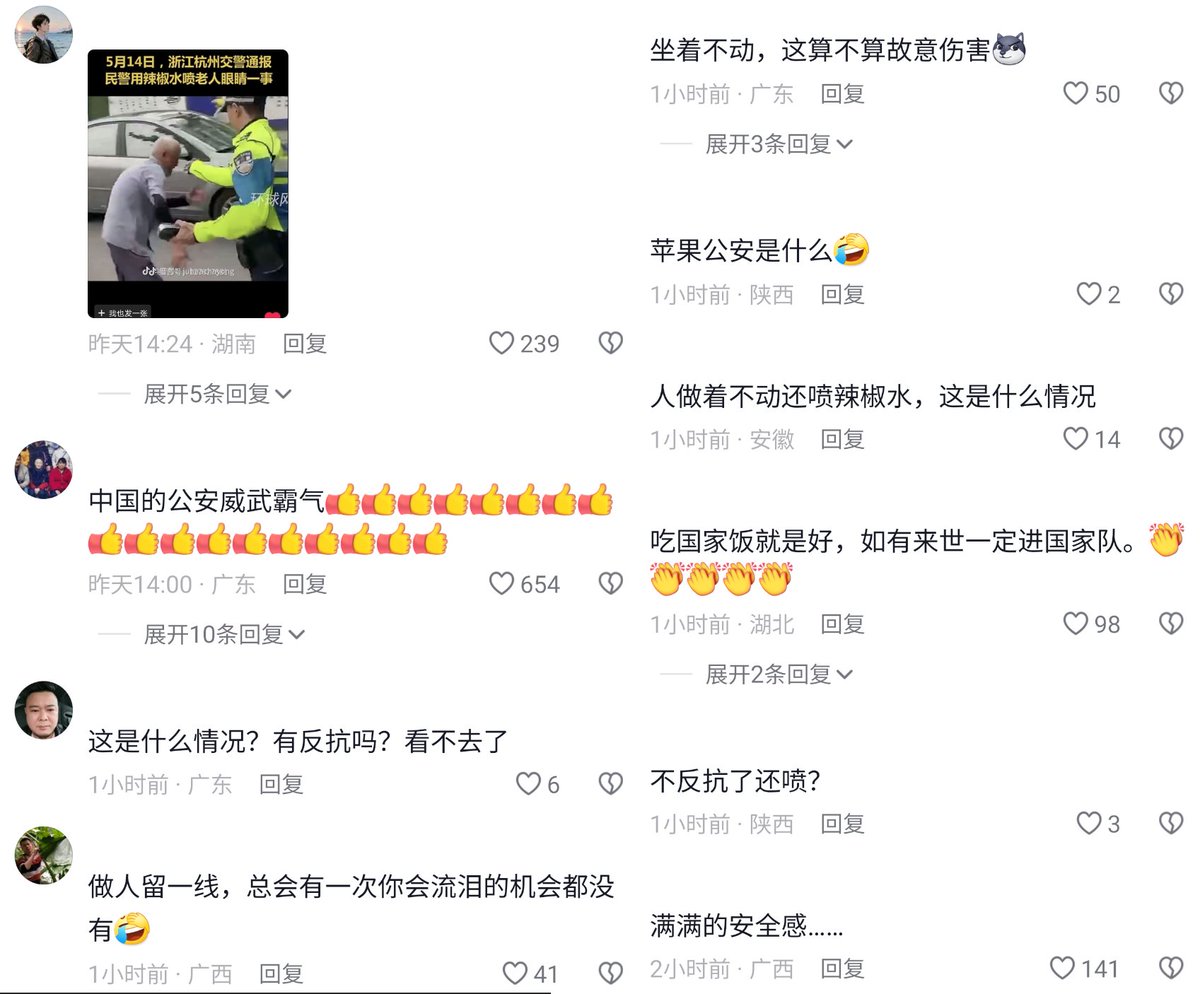 5月14日，浙江杭州交警通报
民警用辣椒水喷老人眼睛一事
环球网
+ 我也发一张
昨天14:24 · 湖南 回复 239
展开5条回复
中国的公安威武霸气👍👍👍👍👍👍👍👍
👍👍👍👍👍👍👍👍👍👍
昨天14:00 · 广东 回复 654
展开10条回复
这是什么情况？有反抗吗？看不去了
1小时前 · 广东 回复 6
做人留一线，总会有一次你会流泪的机会都没
有🤣
1小时前 · 广西 回复 41
坐着不动，这算不算故意伤害
1小时前 · 广东 回复 50
展开3条回复
苹果公安是什么🤣
1小时前 · 陕西 回复 2
人做着不动还喷辣椒水，这是什么情况
1小时前 · 安徽 回复 14
吃国家饭就是好，如有来世一定进国家队。👏
👏👏👏👏
1小时前 · 湖北 回复 98
展开2条回复
不反抗了还喷？
1小时前 · 陕西 回复 3
满满的安全感……
2小时前 · 广西 回复 141